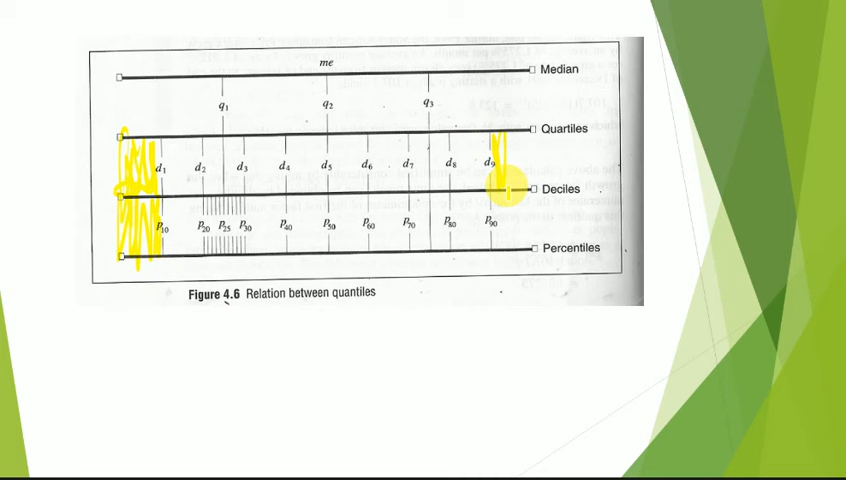 me
Median
q1 q2 q3
Quartiles
d1 d2 d3 d4 d5 d6 d7 d8 d9
Deciles
P10 P20 P25 P30 P40 P50 P60 P70 P80 P90
Percentiles
Figure 4.6 Relation between quantiles